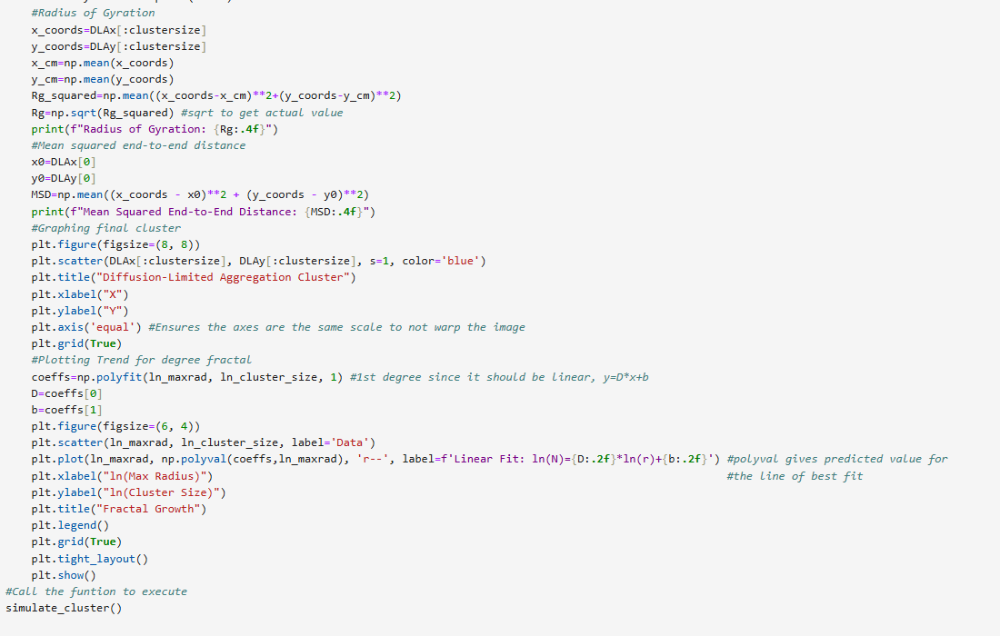 #Radius of Gyration
x_coords=DLAx[:clustersize]
y_coords=DLAy[:clustersize]
x_cm=np.mean(x_coords)
y_cm=np.mean(y_coords)
Rg_squared=np.mean((x_coords-x_cm)**2+(y_coords-y_cm)**2)
Rg=np.sqrt(Rg_squared) #sqrt to get actual value
print(f"Radius of Gyration: {Rg:.4f}")
#Mean squared end-to-end distance
x0=DLAx[0]
y0=DLAy[0]
MSD=np.mean((x_coords - x0)**2 + (y_coords - y0)**2)
print(f"Mean Squared End-to-End Distance: {MSD:.4f}")
#Graphing final cluster
plt.figure(figsize=(8, 8))
plt.scatter(DLAx[:clustersize], DLAy[:clustersize], s=1, color='blue')
plt.title("Diffusion-Limited Aggregation Cluster")
plt.xlabel("X")
plt.ylabel("Y")
plt.axis('equal') #Ensures the axes are the same scale to not warp the image
plt.grid(True)
#Plotting Trend for degree fractal
coeffs=np.polyfit(ln_maxrad, ln_cluster_size, 1) #1st degree since it should be linear, y=D*x+b
D=coeffs[0]
b=coeffs[1]
plt.figure(figsize=(6, 4))
plt.scatter(ln_maxrad, ln_cluster_size, label='Data')
plt.plot(ln_maxrad, np.polyval(coeffs,ln_maxrad), 'r--', label=f'Linear Fit: ln(N)={D:.2f}*ln(r)+{b:.2f}') #polyval gives predicted value for
plt.xlabel("ln(Max Radius)") #the line of best fit
plt.ylabel("ln(Cluster Size)")
plt.title("Fractal Growth")
plt.legend()
plt.grid(True)
plt.tight_layout()
plt.show()
#Call the funtion to execute
simulate_cluster()